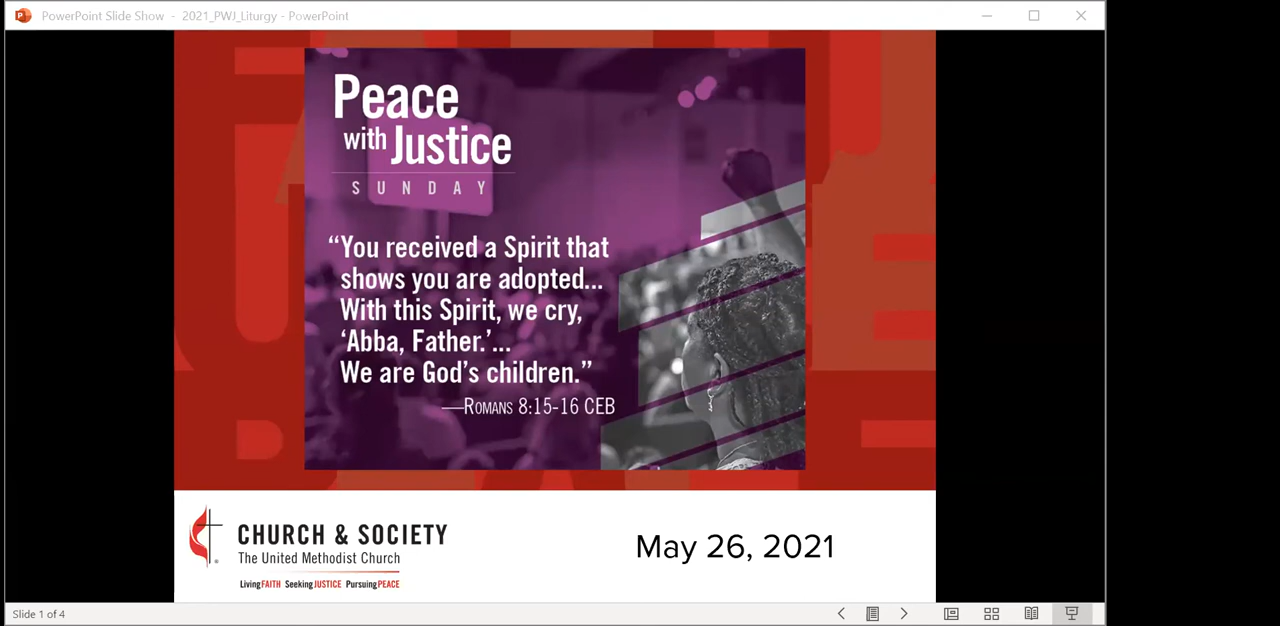 PowerPoint Slide Show - 2021_PWJ_Liturgy - PowerPoint
Peace
with Justice
SUNDAY
“You received a Spirit that
shows you are adopted...
With this Spirit, we cry,
‘Abba, Father.’...
We are God’s children.”
—Romans 8:15-16 CEB
CHURCH & SOCIETY
The United Methodist Church
Living FAITH Seeking JUSTICE Pursuing PEACE
May 26, 2021
Slide 1 of 4